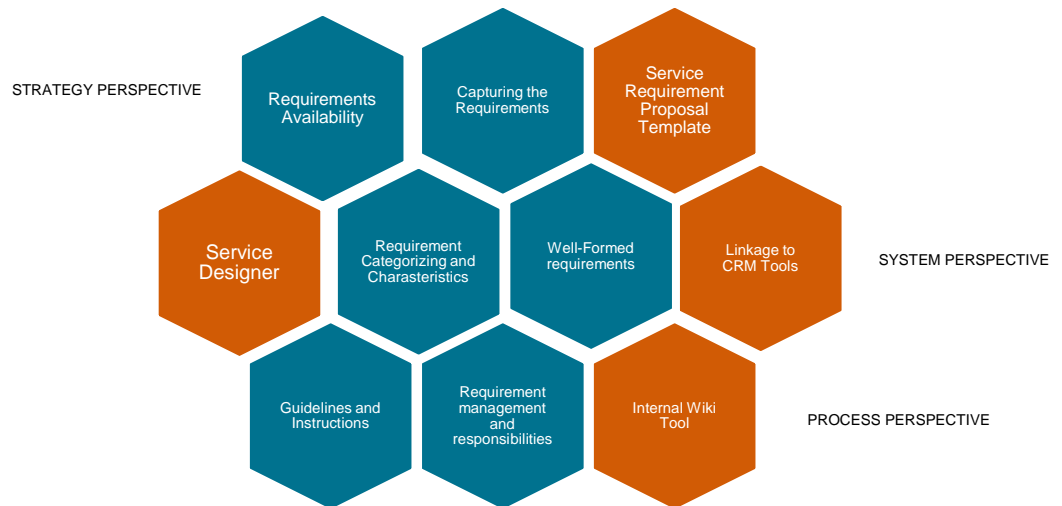 STRATEGY PERSPECTIVE
Requirements
Availability
Capturing the
Requirements
Service
Requirement
Proposal
Template
Service
Designer
Requirement
Categorizing and
Charasteristics
Well-Formed
requirements
Linkage to
CRM Tools
SYSTEM PERSPECTIVE
Guidelines and
Instructions
Requirement
management
and
responsibilities
Internal Wiki
Tool
PROCESS PERSPECTIVE